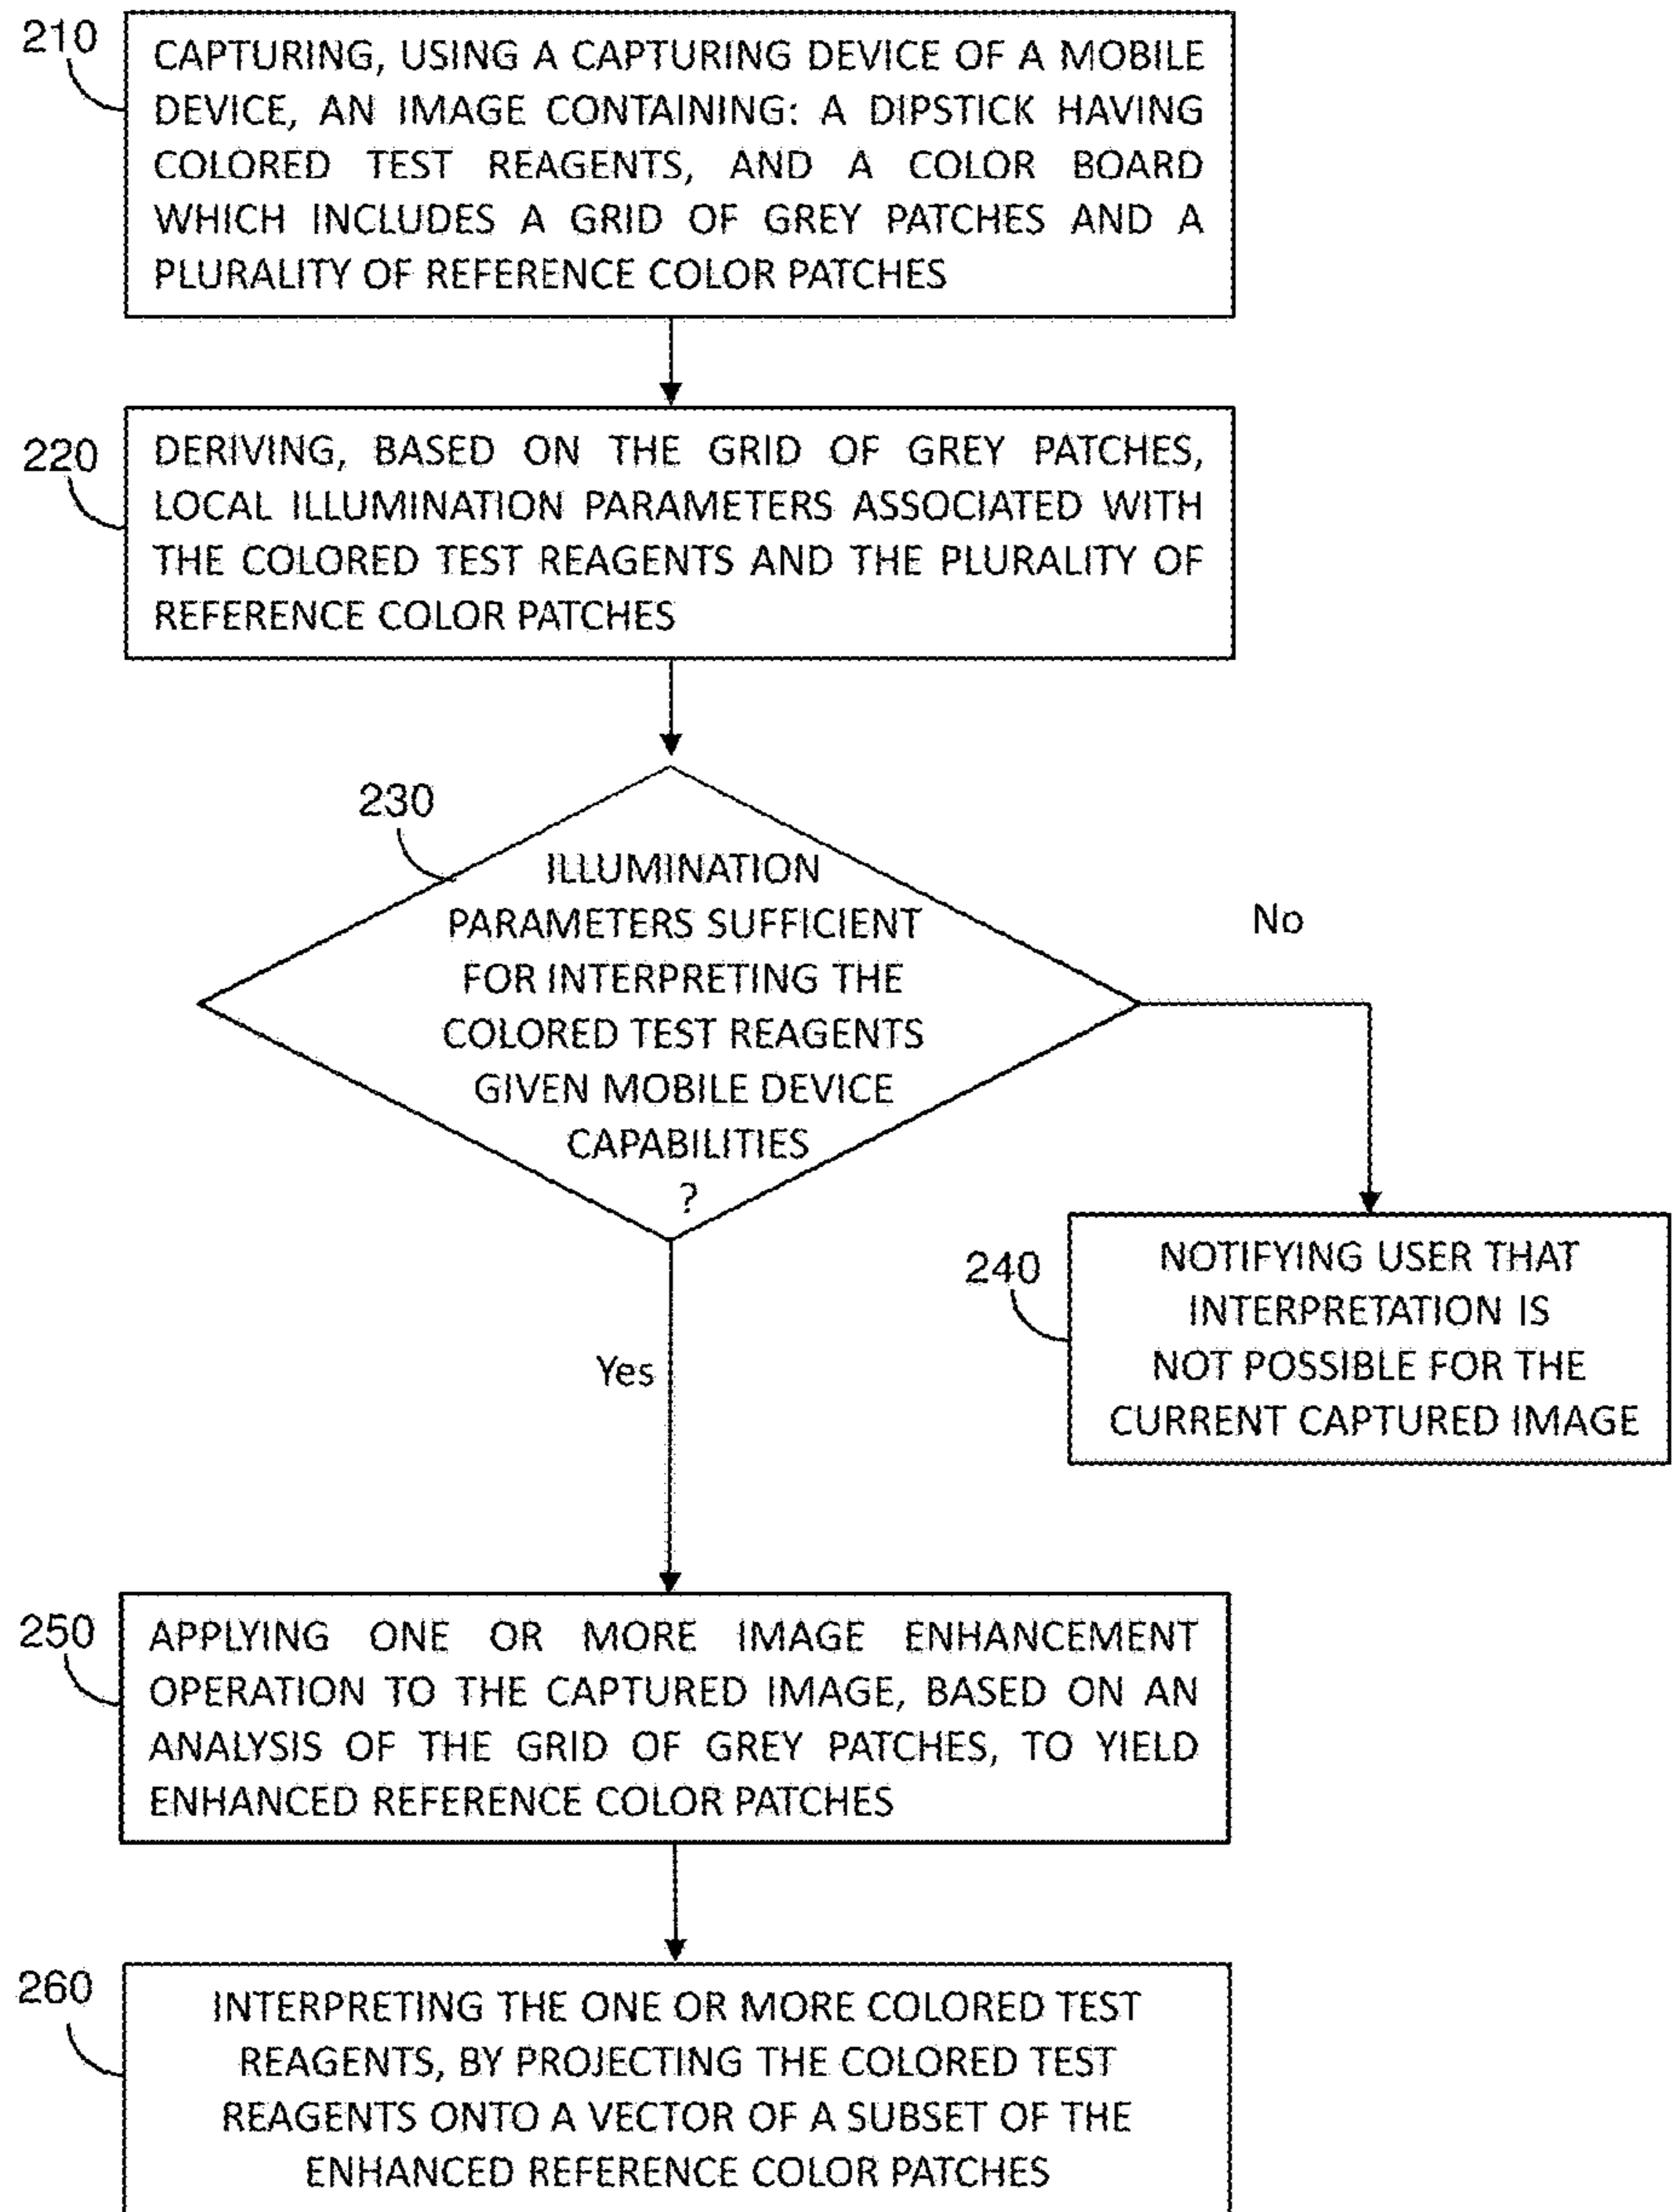 210
CAPTURING, USING A CAPTURING DEVICE OF A MOBILE
DEVICE, AN IMAGE CONTAINING: A DIPSTICK HAVING
COLORED TEST REAGENTS, AND A COLOR BOARD
WHICH INCLUDES A GRID OF GREY PATCHES AND A
PLURALITY OF REFERENCE COLOR PATCHES
220
DERIVING, BASED ON THE GRID OF GREY PATCHES,
LOCAL ILLUMINATION PARAMETERS ASSOCIATED WITH
THE COLORED TEST REAGENTS AND THE PLURALITY OF
REFERENCE COLOR PATCHES
230
ILLUMINATION
PARAMETERS SUFFICIENT
FOR INTERPRETING THE
COLORED TEST REAGENTS
GIVEN MOBILE DEVICE
CAPABILITIES
?
No
240
NOTIFYING USER THAT
INTERPRETATION IS
NOT POSSIBLE FOR THE
CURRENT CAPTURED IMAGE
Yes
250
APPLYING ONE OR MORE IMAGE ENHANCEMENT
OPERATION TO THE CAPTURED IMAGE, BASED ON AN
ANALYSIS OF THE GRID OF GREY PATCHES, TO YIELD
ENHANCED REFERENCE COLOR PATCHES
260
INTERPRETING THE ONE OR MORE COLORED TEST
REAGENTS, BY PROJECTING THE COLORED TEST
REAGENTS ONTO A VECTOR OF A SUBSET OF THE
ENHANCED REFERENCE COLOR PATCHES